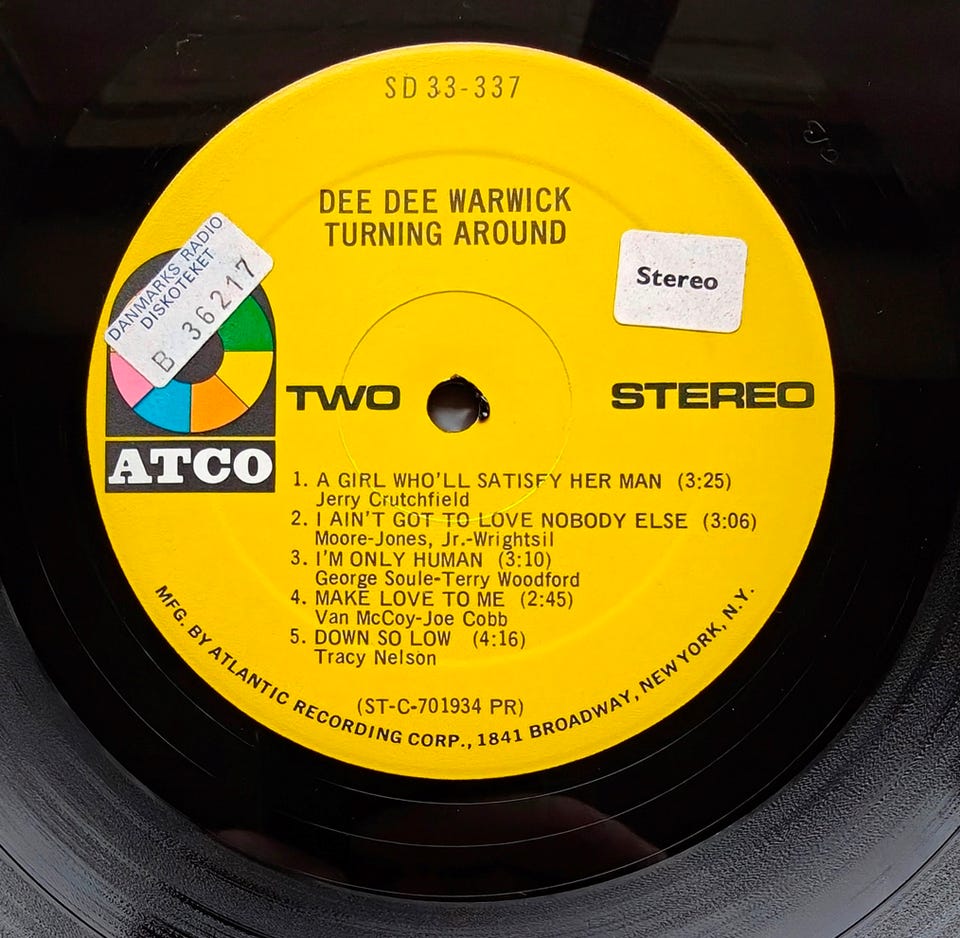 SD 33-337
DEE DEE WARWICK
TURNING AROUND
DANMARKS RADIO
DISKOTEKET
B 36217
Stereo
TWO
STEREO
ATCO
1. A GIRL WHO'LL SATISFY HER MAN (3:25)
Jerry Crutchfield
2. I AIN'T GOT TO LOVE NOBODY ELSE (3:06)
Moore-Jones, Jr.-Wrightsil
3. I'M ONLY HUMAN (3:10)
George Soule-Terry Woodford
4. MAKE LOVE TO ME (2:45)
Van McCoy-Joe Cobb
5. DOWN SO LOW (4:16)
Tracy Nelson
(ST-C-701934 PR)
MFG. BY ATLANTIC RECORDING CORP., 1841 BROADWAY, NEW YORK, N.Y.